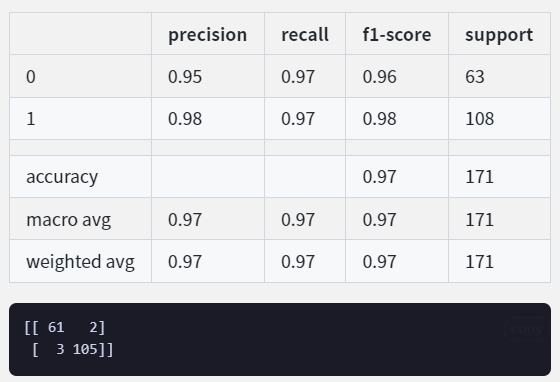 precision recall f1-score support
0 0.95 0.97 0.96 63
1 0.98 0.97 0.98 108
accuracy 0.97 171
macro avg 0.97 0.97 0.97 171
weighted avg 0.97 0.97 0.97 171
copy
[[ 61   2]
 [  3 105]]